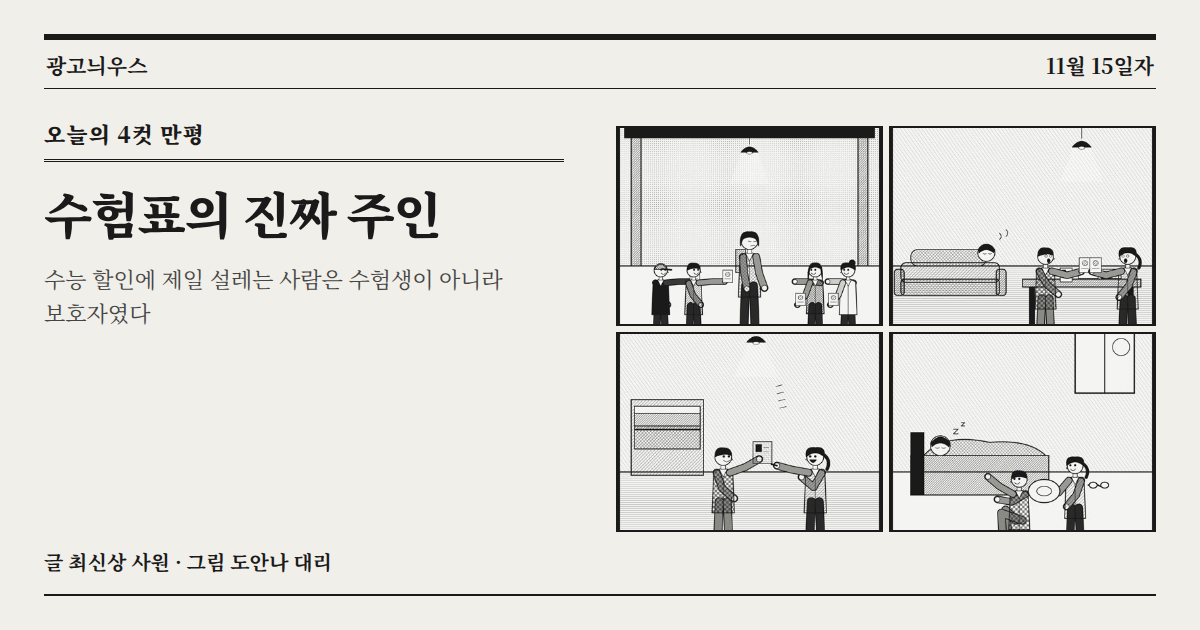 광고늬우스
11월 15일자
오늘의 4컷 만평
수험표의 진짜 주인
수능 할인에 제일 설레는 사람은 수험생이 아니라
보호자였다
z
z
글 최신상 사원 · 그림 도안나 대리